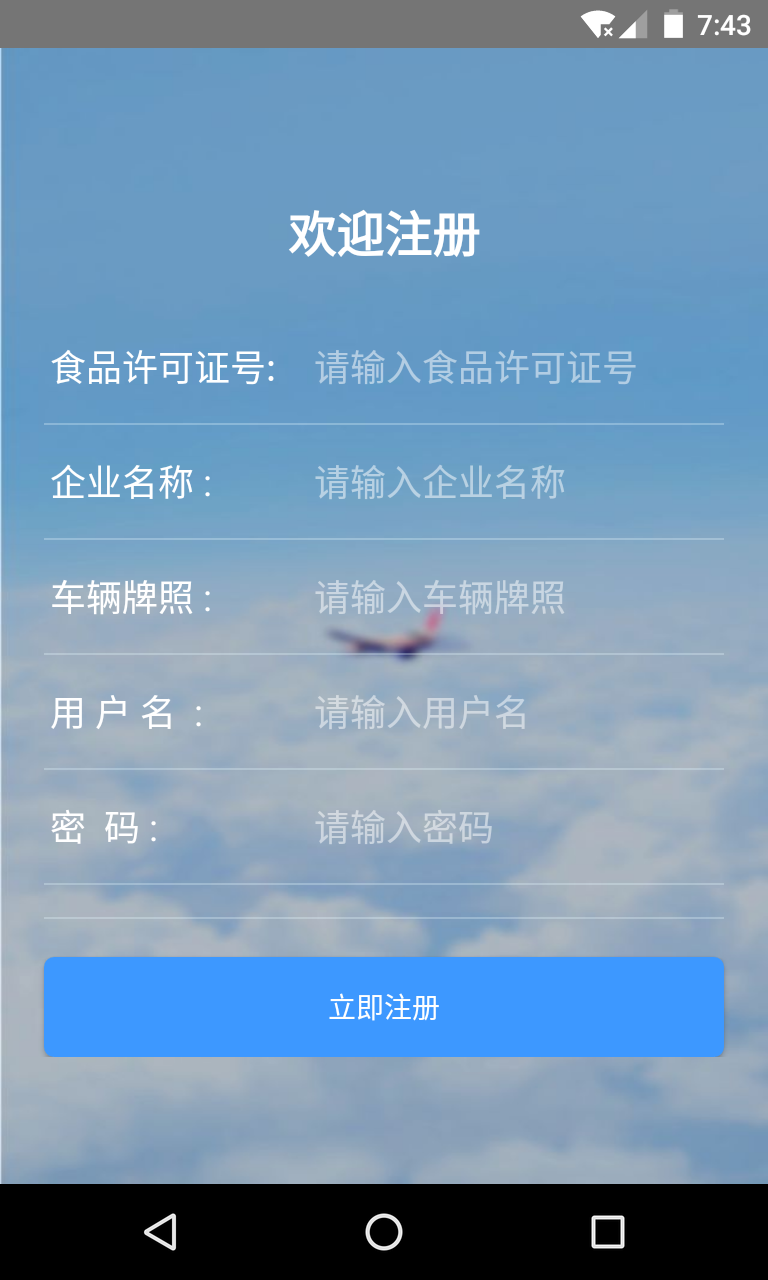 7:43
欢迎注册
食品许可证号: 请输入食品许可证号
企业名称 : 请输入企业名称
车辆牌照 : 请输入车辆牌照
用 户 名 : 请输入用户名
密 码 : 请输入密码
立即注册